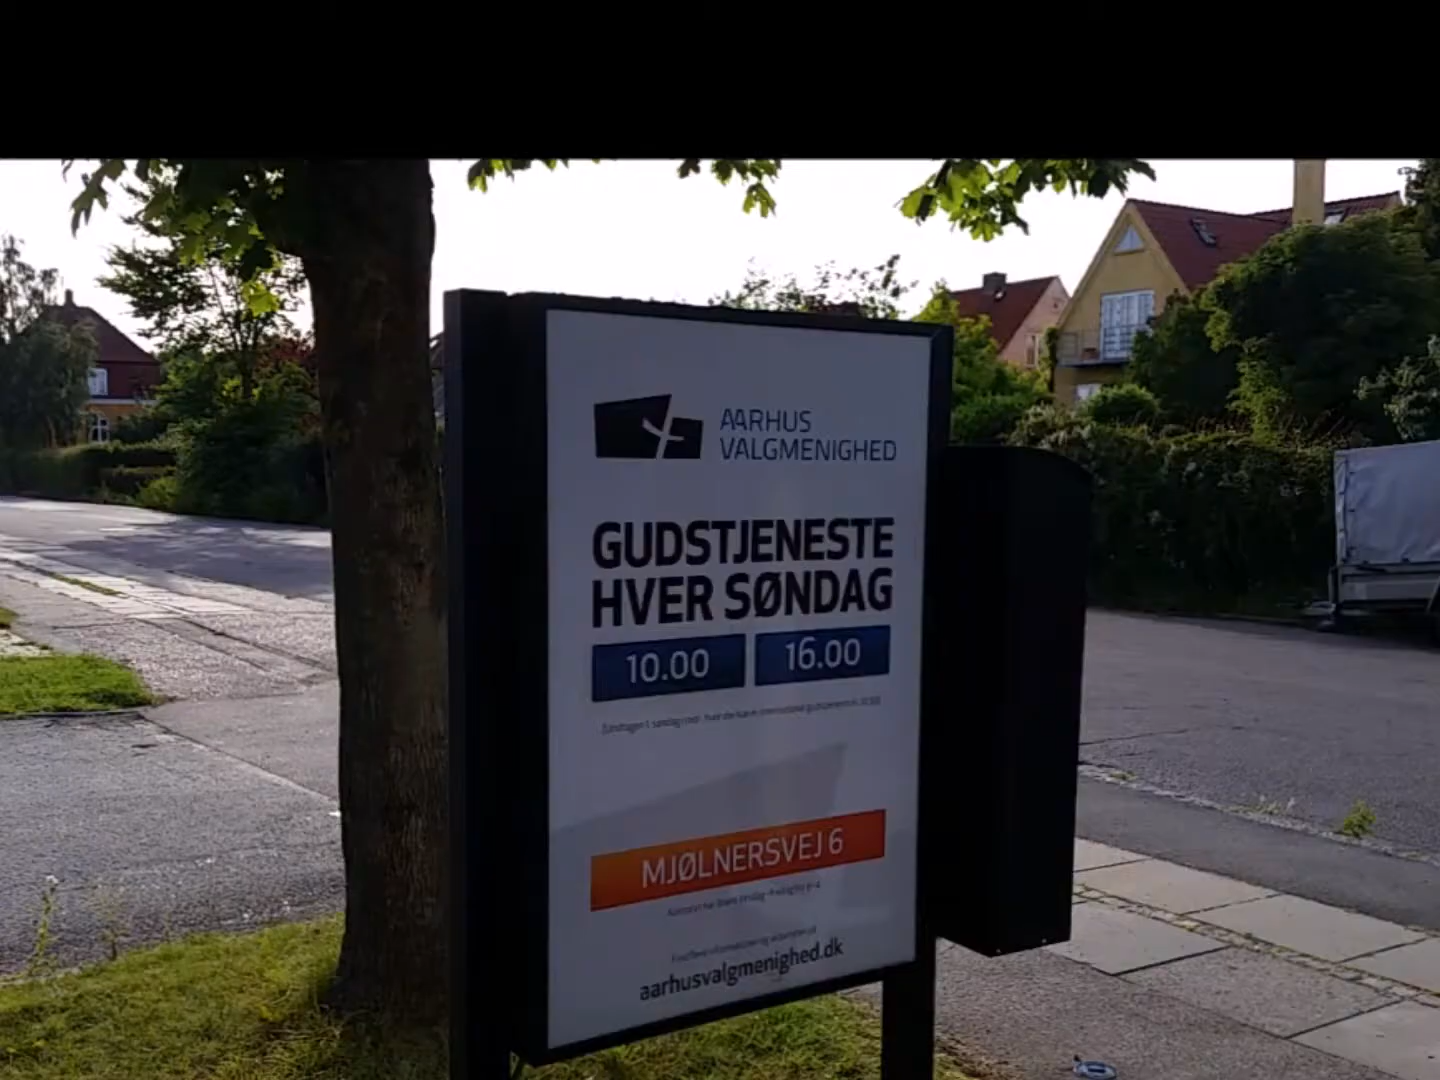 AARHUS
VALGMENIGHED
GUDSTJENESTE
HVER SØNDAG
10.00 16.00
MJØLNERSVEJ 6
aarhusvalgmenighed.dk